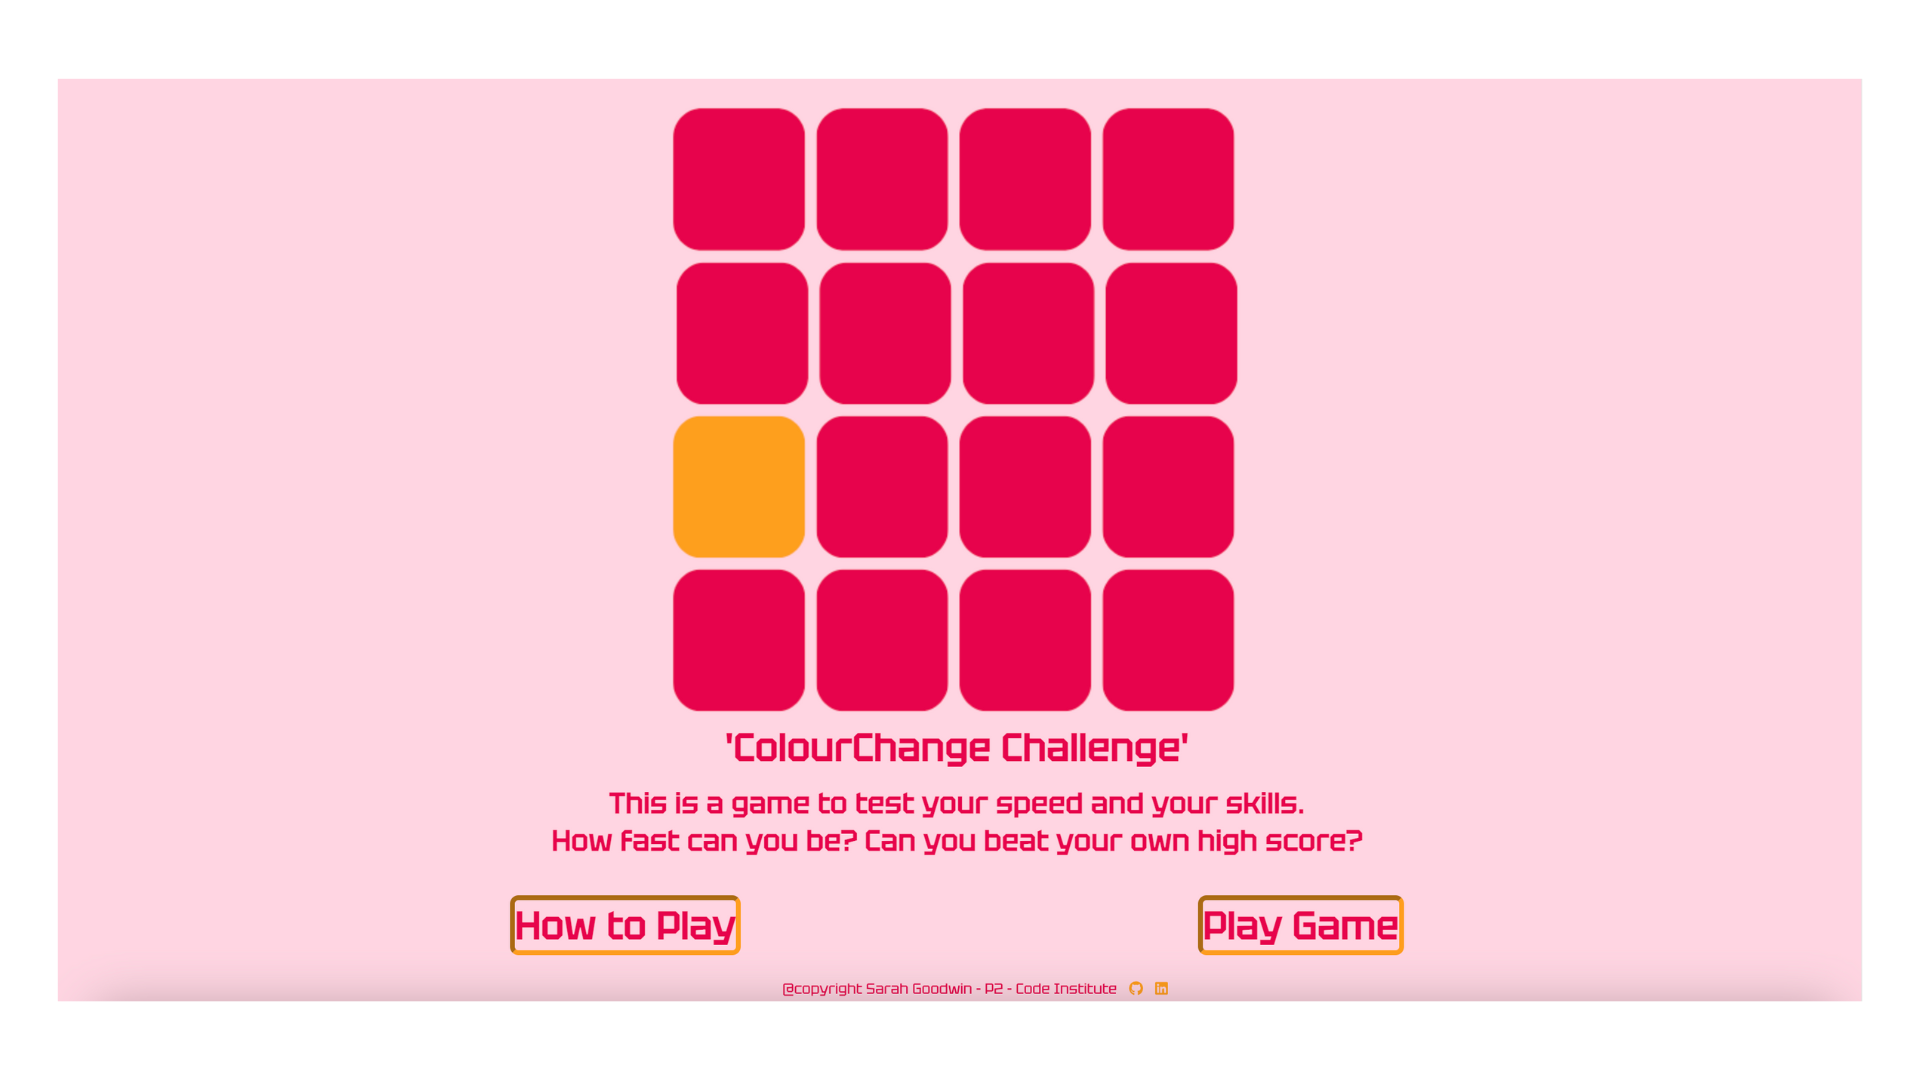 'ColourChange Challenge'
This is a game to test your speed and your skills.
How fast can you be? Can you beat your own high score?
How to Play
Play Game
@copyright Sarah Goodwin - P2 - Code Institute